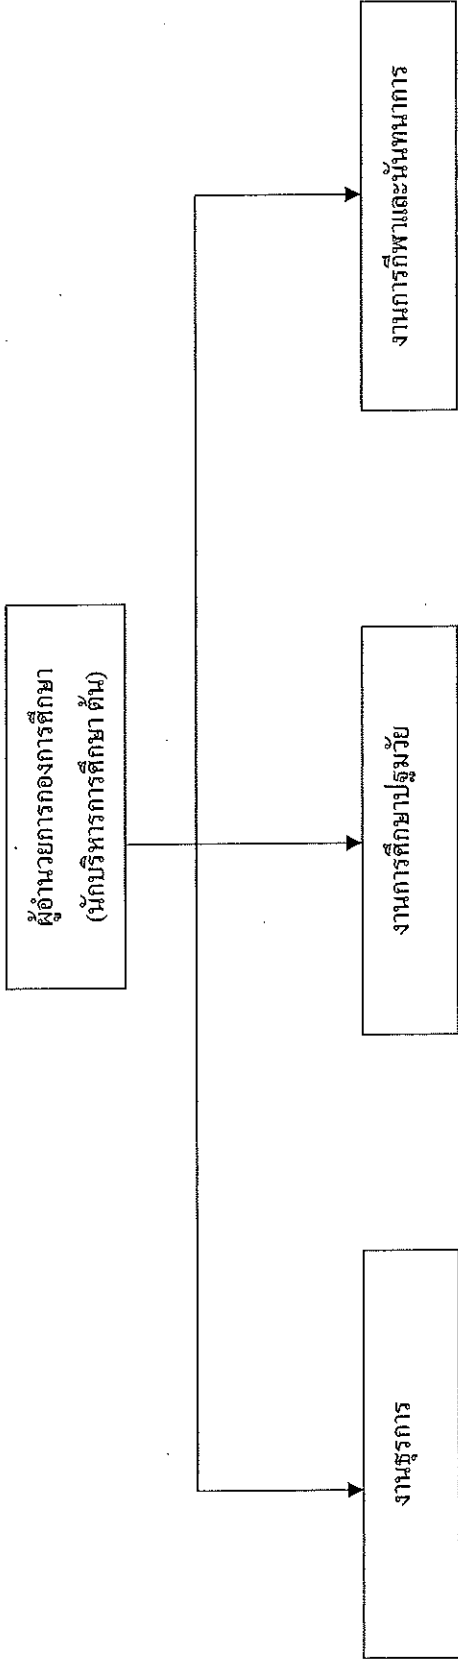 ผู้อำนวยการกองการศึกษา
(นักบริหารการศึกษา ต้น)
งานธุรการ
งานการศึกษาปฐมวัย
งานการกีฬาและนันทนาการ